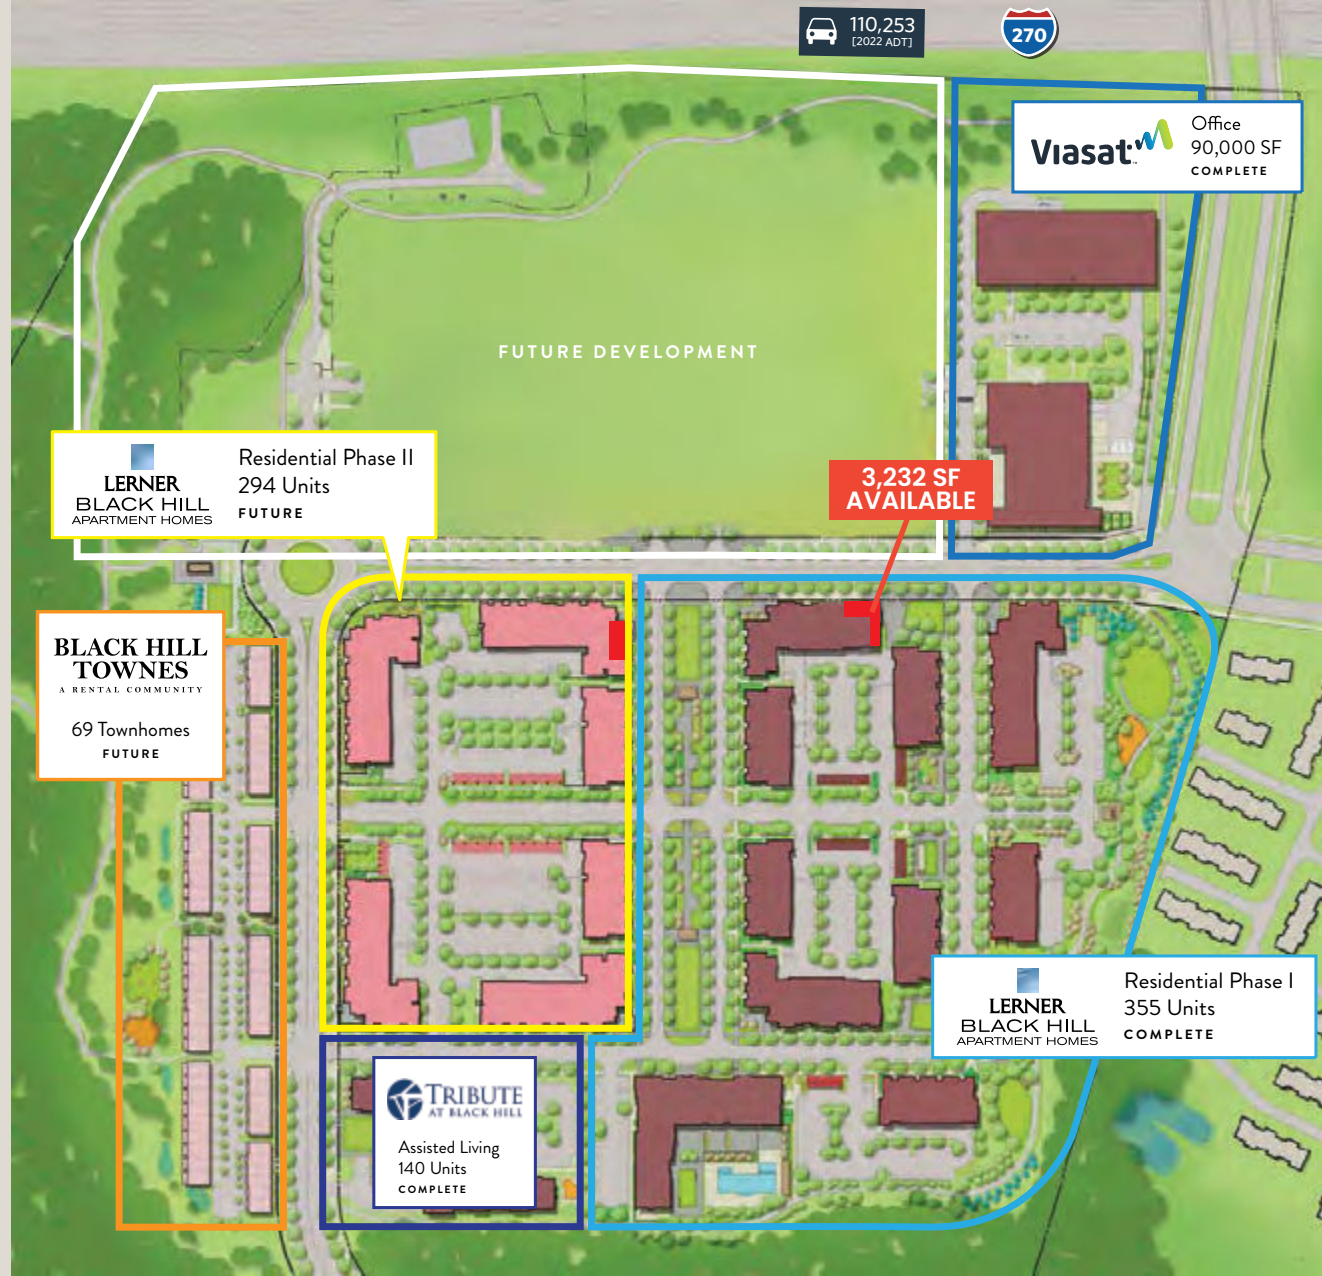 110,253
[2022 ADT]
270
Viasat
Office
90,000 SF
COMPLETE
FUTURE DEVELOPMENT
LERNER
BLACK HILL
APARTMENT HOMES
Residential Phase II
294 Units
FUTURE
3,232 SF
AVAILABLE
BLACK HILL
TOWNES
A RENTAL COMMUNITY
69 Townhomes
FUTURE
LERNER
BLACK HILL
APARTMENT HOMES
Residential Phase I
355 Units
COMPLETE
TRIBUTE
AT BLACK HILL
Assisted Living
140 Units
COMPLETE